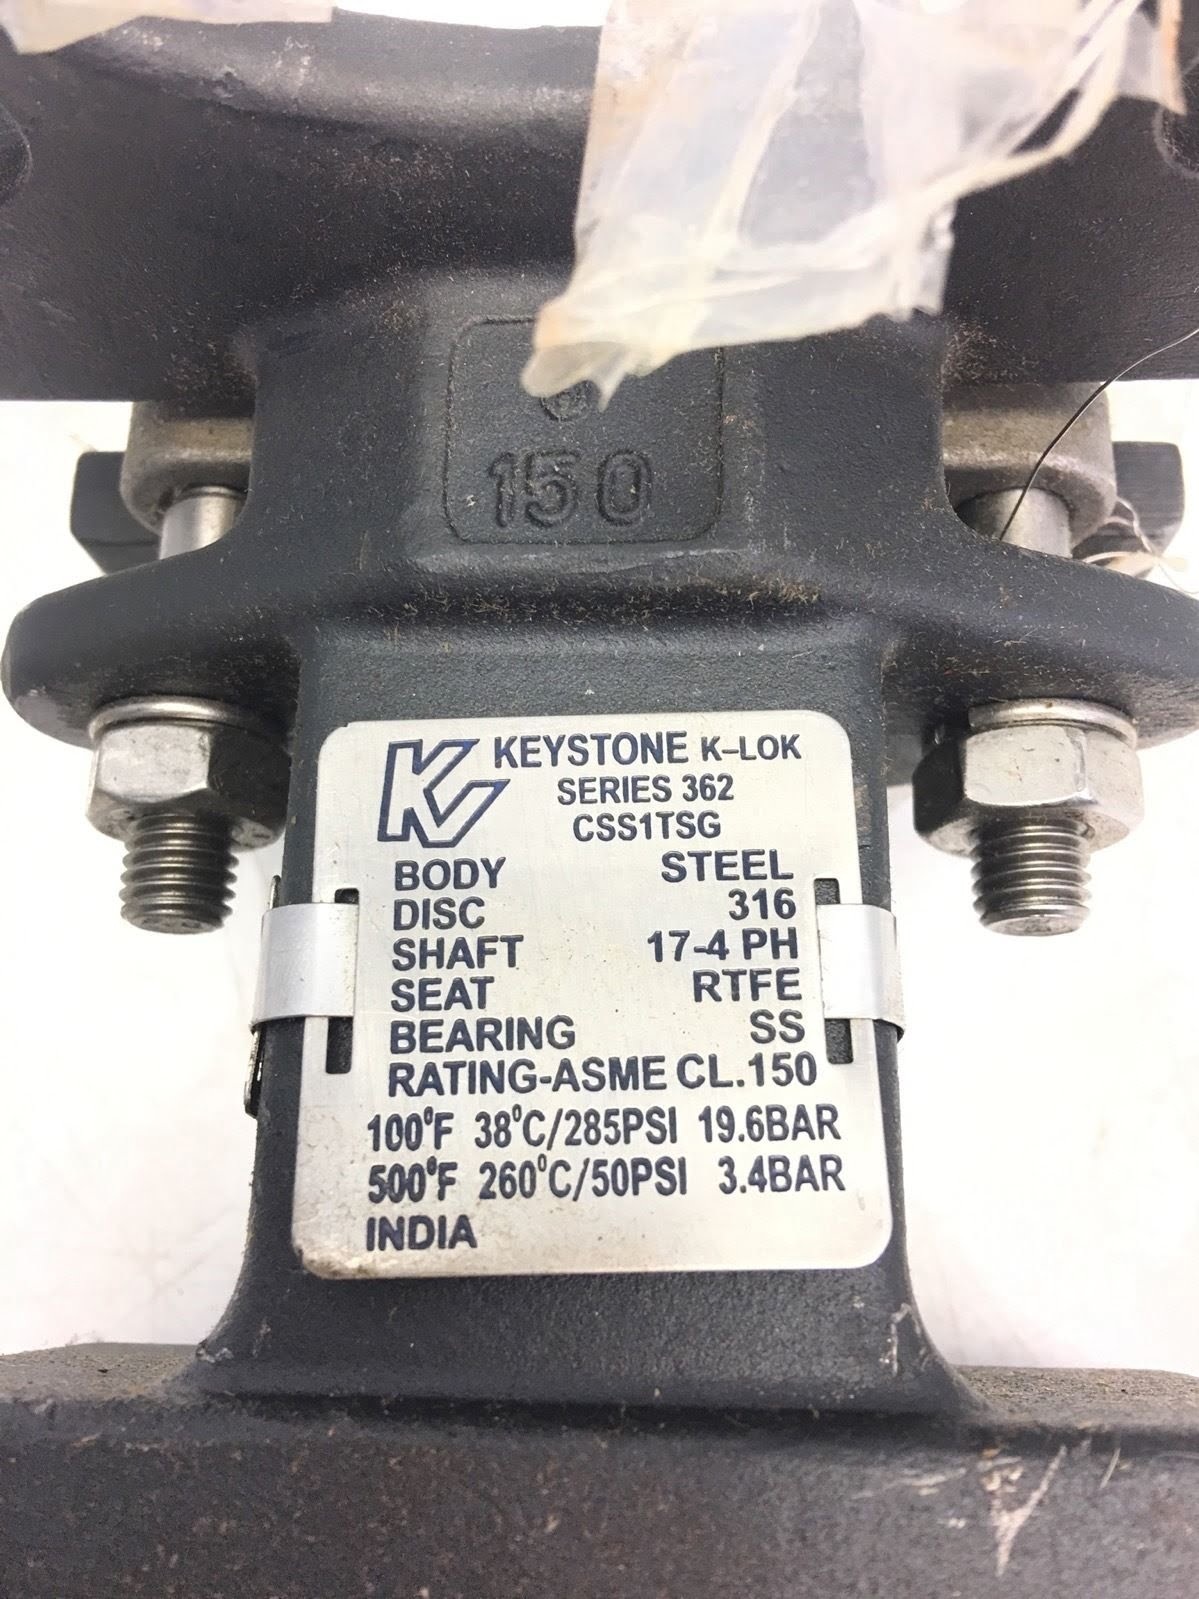 150
KEYSTONE K-LOK
SERIES 362
CSS1TSG
BODY STEEL
DISC 316
SHAFT 17-4 PH
SEAT RTFE
BEARING SS
RATING-ASME CL.150
100°F 38°C/285PSI 19.6BAR
500°F 260°C/50PSI 3.4BAR
INDIA